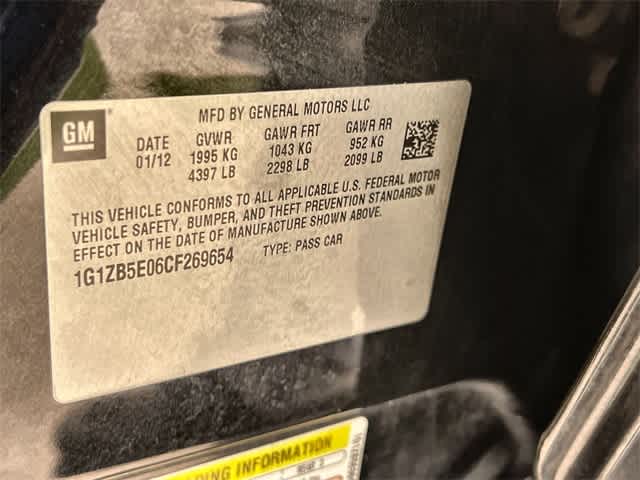 GM
MFD BY GENERAL MOTORS LLC
DATE GVWR GAWR FRT GAWR RR
01/12 1995 KG 1043 KG 952 KG
4397 LB 2298 LB 2099 LB
THIS VEHICLE CONFORMS TO ALL APPLICABLE U.S. FEDERAL MOTOR
VEHICLE SAFETY, BUMPER, AND THEFT PREVENTION STANDARDS IN
EFFECT ON THE DATE OF MANUFACTURE SHOWN ABOVE.
1G1ZB5E06CF269654 TYPE: PASS CAR
DING INFORMATION
REAR 3